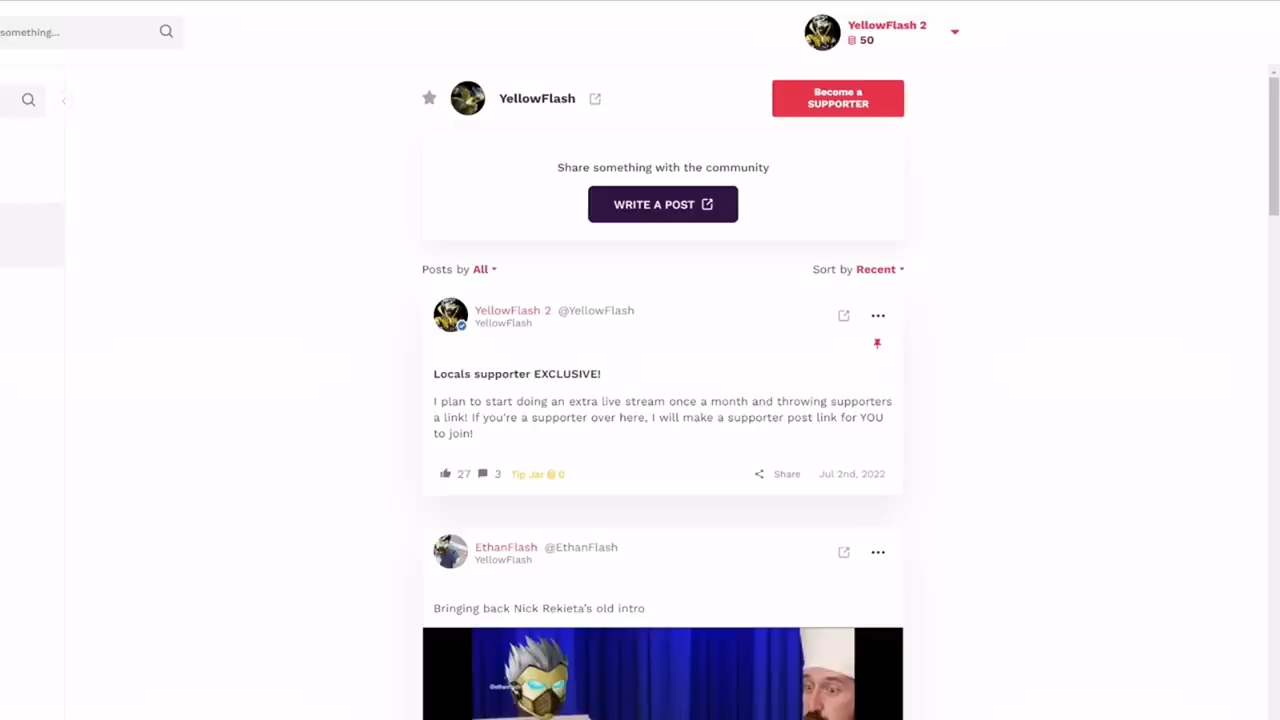 something...
YellowFlash 2
50
YellowFlash
Become a
SUPPORTER
Share something with the community
WRITE A POST
Posts by All
Sort by Recent
YellowFlash 2 @YellowFlash
YellowFlash
Locals supporter EXCLUSIVE!
I plan to start doing an extra live stream once a month and throwing supporters
a link! If you're a supporter over here, I will make a supporter post link for YOU
to join!
27 3 Tip Jar 0 Share Jul 2nd, 2022
EthanFlash @EthanFlash
YellowFlash
Bringing back Nick Rekieta's old intro